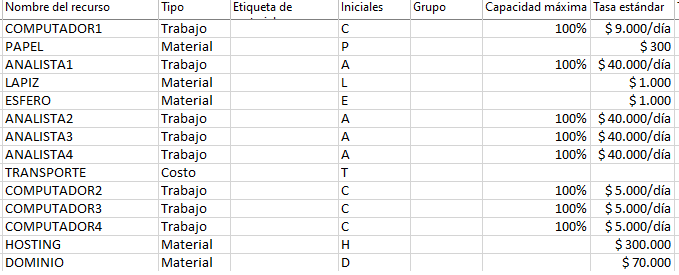 Nombre del recurso Tipo Etiqueta de Iniciales Grupo Capacidad máxima Tasa estándar
COMPUTADOR1 Trabajo C 100% $ 9.000/día
PAPEL Material P $ 300
ANALISTA1 Trabajo A 100% $ 40.000/día
LAPIZ Material L $ 1.000
ESFERO Material E $ 1.000
ANALISTA2 Trabajo A 100% $ 40.000/día
ANALISTA3 Trabajo A 100% $ 40.000/día
ANALISTA4 Trabajo A 100% $ 40.000/día
TRANSPORTE Costo T
COMPUTADOR2 Trabajo C 100% $ 5.000/día
COMPUTADOR3 Trabajo C 100% $ 5.000/día
COMPUTADOR4 Trabajo C 100% $ 5.000/día
HOSTING Material H $ 300.000
DOMINIO Material D $ 70.000